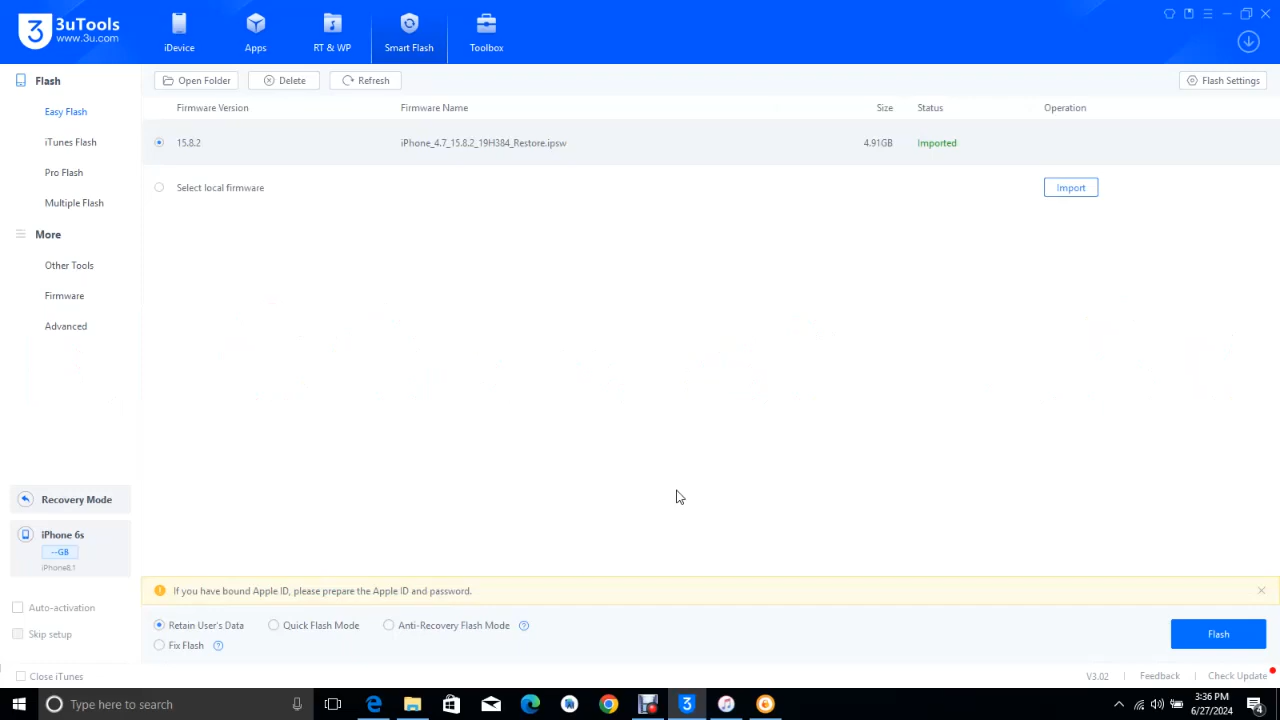 3 3uTools
www.3u.com
iDevice
Apps
RT & WP
Smart Flash
Toolbox
Flash
Easy Flash
iTunes Flash
Pro Flash
Multiple Flash
More
Other Tools
Firmware
Advanced
Recovery Mode
iPhone 6s
--GB
iPhone8,1
Auto-activation
Skip setup
Close iTunes
Open Folder Delete Refresh Flash Settings
Firmware Version Firmware Name Size Status Operation
15.8.2 iPhone_4.7_15.8.2_19H384_Restore.ipsw 4.91GB Imported
Select local firmware Import
If you have bound Apple ID, please prepare the Apple ID and password.
Retain User's Data Quick Flash Mode Anti-Recovery Flash Mode ?
Fix Flash ?
Flash
V3.02 Feedback Check Update
Type here to search
3
3:36 PM
6/27/2024
4